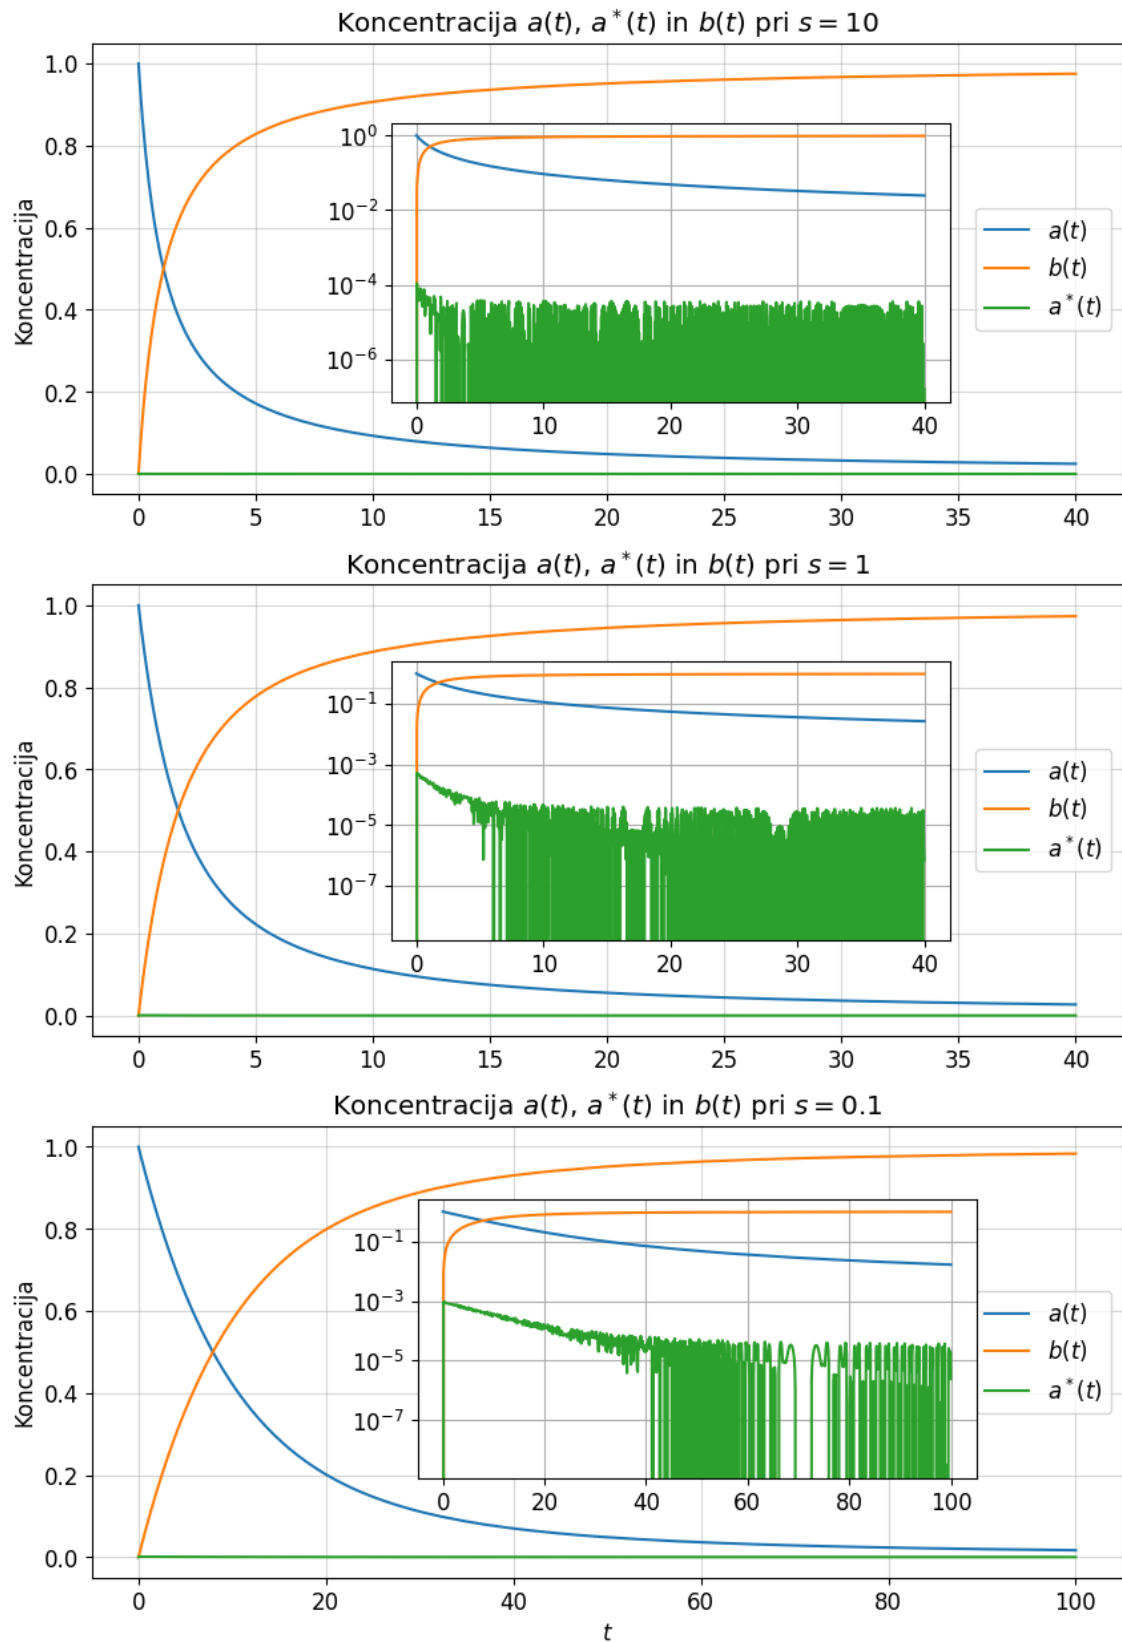 Koncentracija a(t), a*(t) in b(t) pri s = 10
Koncentracija
1.0
0.8
0.6
0.4
0.2
0.0
0 5 10 15 20 25 30 35 40
10^0
10^-2
10^-4
10^-6
0 10 20 30 40
a(t)
b(t)
a*(t)
Koncentracija a(t), a*(t) in b(t) pri s = 1
Koncentracija
1.0
0.8
0.6
0.4
0.2
0.0
0 5 10 15 20 25 30 35 40
10^-1
10^-3
10^-5
10^-7
0 10 20 30 40
a(t)
b(t)
a*(t)
Koncentracija a(t), a*(t) in b(t) pri s = 0.1
Koncentracija
1.0
0.8
0.6
0.4
0.2
0.0
0 20 40 60 80 100
10^-1
10^-3
10^-5
10^-7
0 20 40 60 80 100
a(t)
b(t)
a*(t)
t